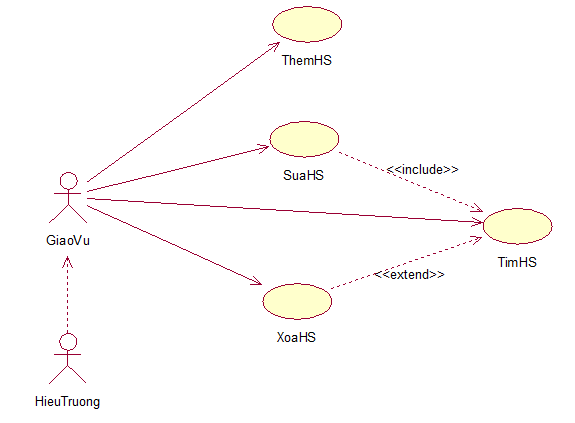 ThemHS
SuaHS
<<include>>
GiaoVu
TimHS
<<extend>>
XoaHS
HieuTruong